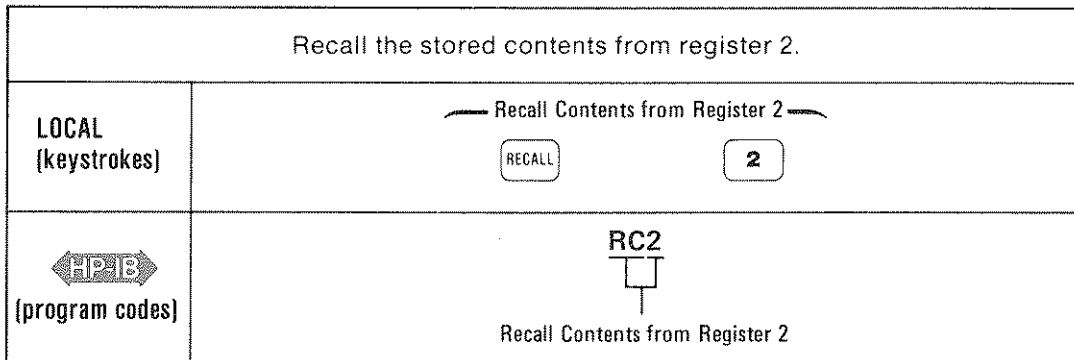 Recall the stored contents from register 2.
LOCAL
(keystrokes)
Recall Contents from Register 2
RECALL
2
HP-IB
(program codes)
RC2
Recall Contents from Register 2